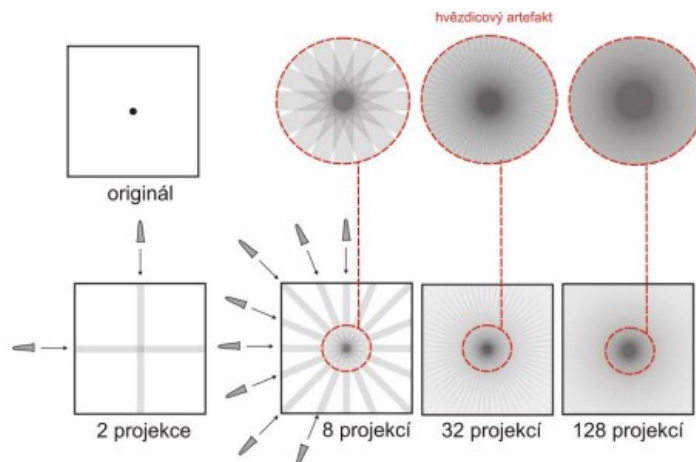 hvězdicový artefakt
originál
2 projekce
8 projekcí
32 projekcí
128 projekcí